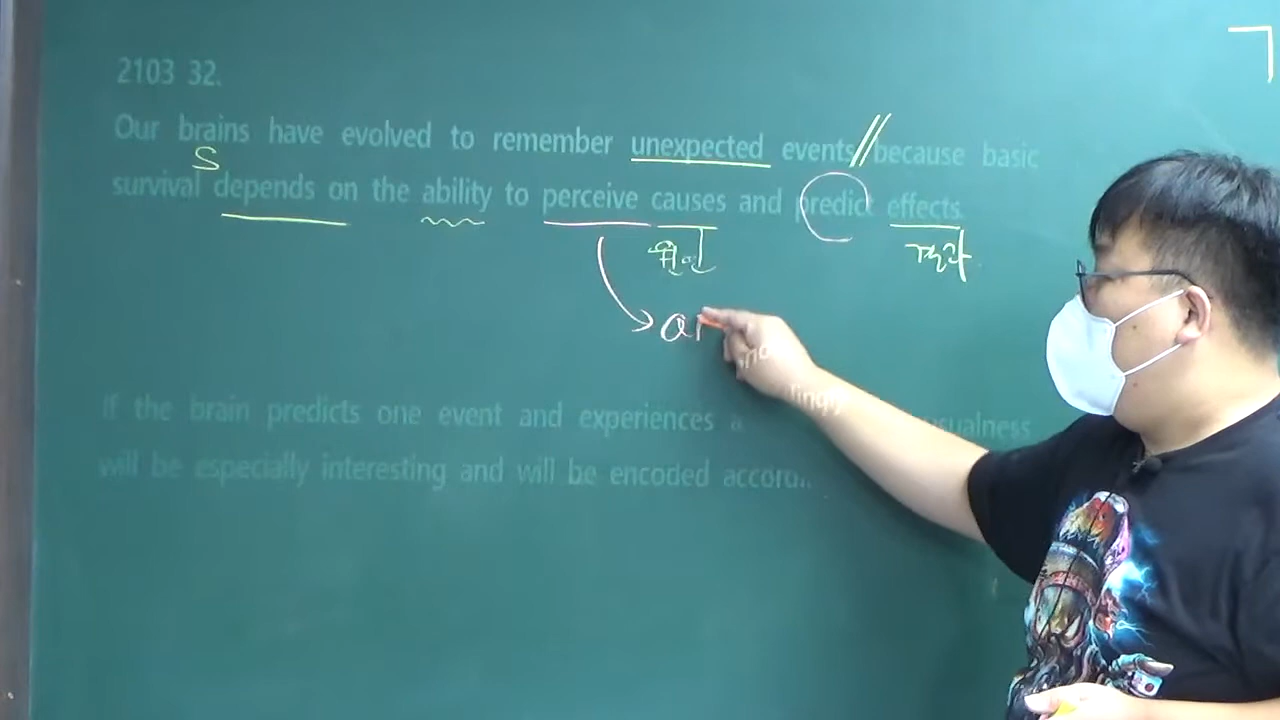 2103 32.
Our brains have evolved to remember unexpected events // because basic
S
survival depends on the ability to perceive causes and predict effects.
원인
결과
If the brain predicts one event and experiences a
will be especially interesting and will be encoded